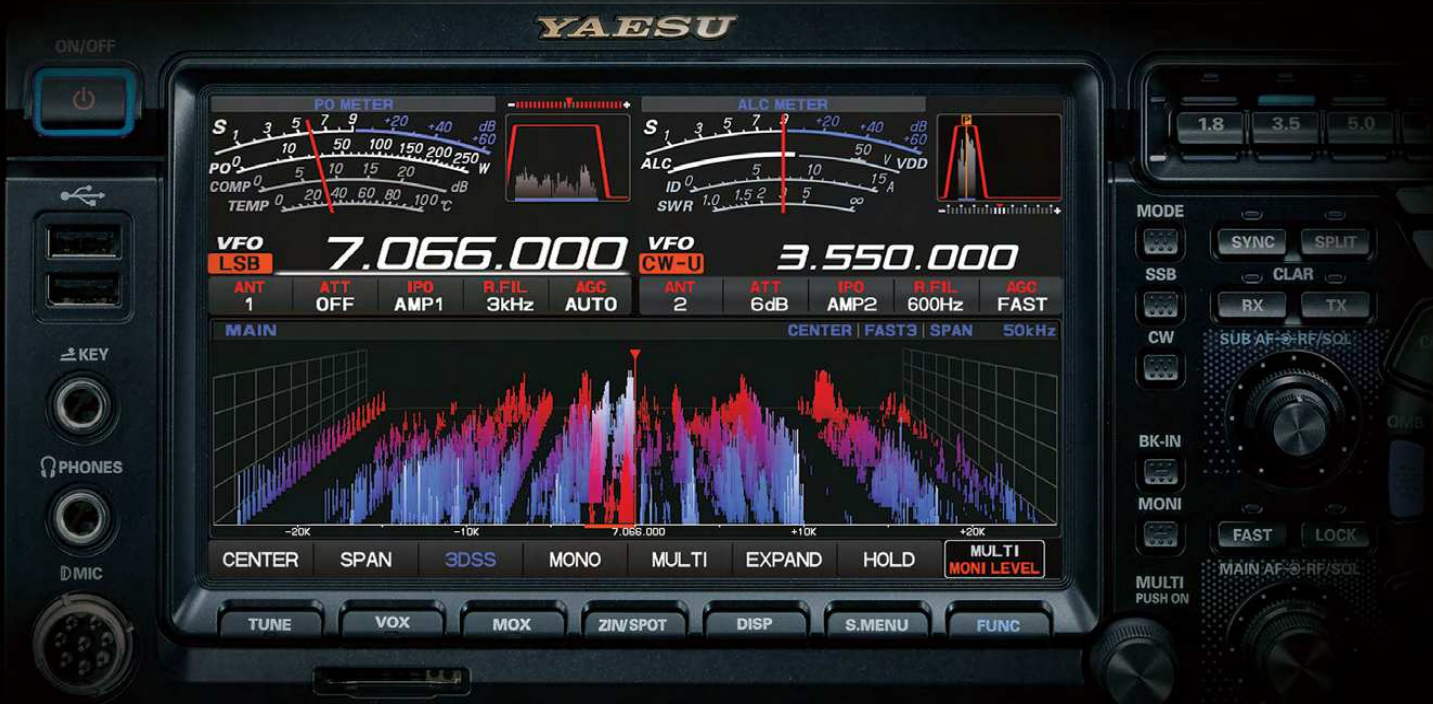 YAESU
ON/OFF
PO METER
ALC METER
- +
S 1 3 5 7 9 +20 +40 +60 dB
PO 0 10 50 100 150 200 250 W
COMP 0 5 10 15 20 dB
TEMP 0 20 40 60 80 100 °C
S 1 3 5 7 9 +20 +40 +60 dB
ALC 50 V VDD
ID 0 5 10 15 A
SWR 1.0 1.5 2 3 5 ∞
P
- +
1.8 3.5 5.0
VFO LSB 7.066.000
VFO CW-U 3.550.000
ANT ATT IPO R.FIL AGC ANT ATT IPO R.FIL AGC
1 OFF AMP1 3kHz AUTO 2 6dB AMP2 600Hz FAST
MAIN CENTER | FAST3 | SPAN 50kHz
-20K -10K 7.066.000 +10K +20K
CENTER SPAN 3DSS MONO MULTI EXPAND HOLD MULTI
MONI LEVEL
TUNE VOX MOX ZIN/SPOT DISP S.MENU FUNC
KEY
PHONES
MIC
MODE
SYNC SPLIT
SSB CLAR
RX TX
CW
SUB AF RF/SQL
BK-IN
MONI
FAST LOCK
MAIN AF RF/SQL
MULTI
PUSH ON